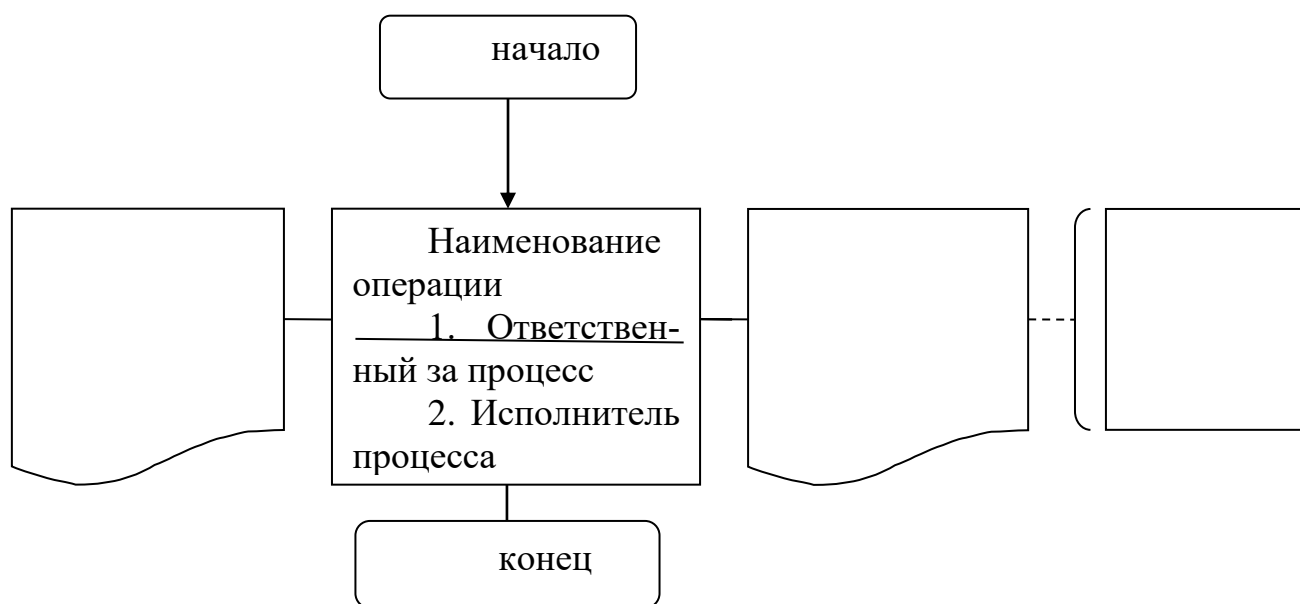 начало
Наименование
операции
1. Ответствен-
ный за процесс
2. Исполнитель
процесса
конец